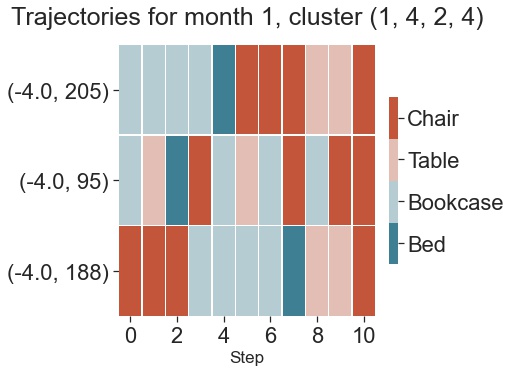 Trajectories for month 1, cluster (1, 4, 2, 4)
(-4.0, 205)
(-4.0, 95)
(-4.0, 188)
0 2 4 6 8 10
Step
Chair
Table
Bookcase
Bed